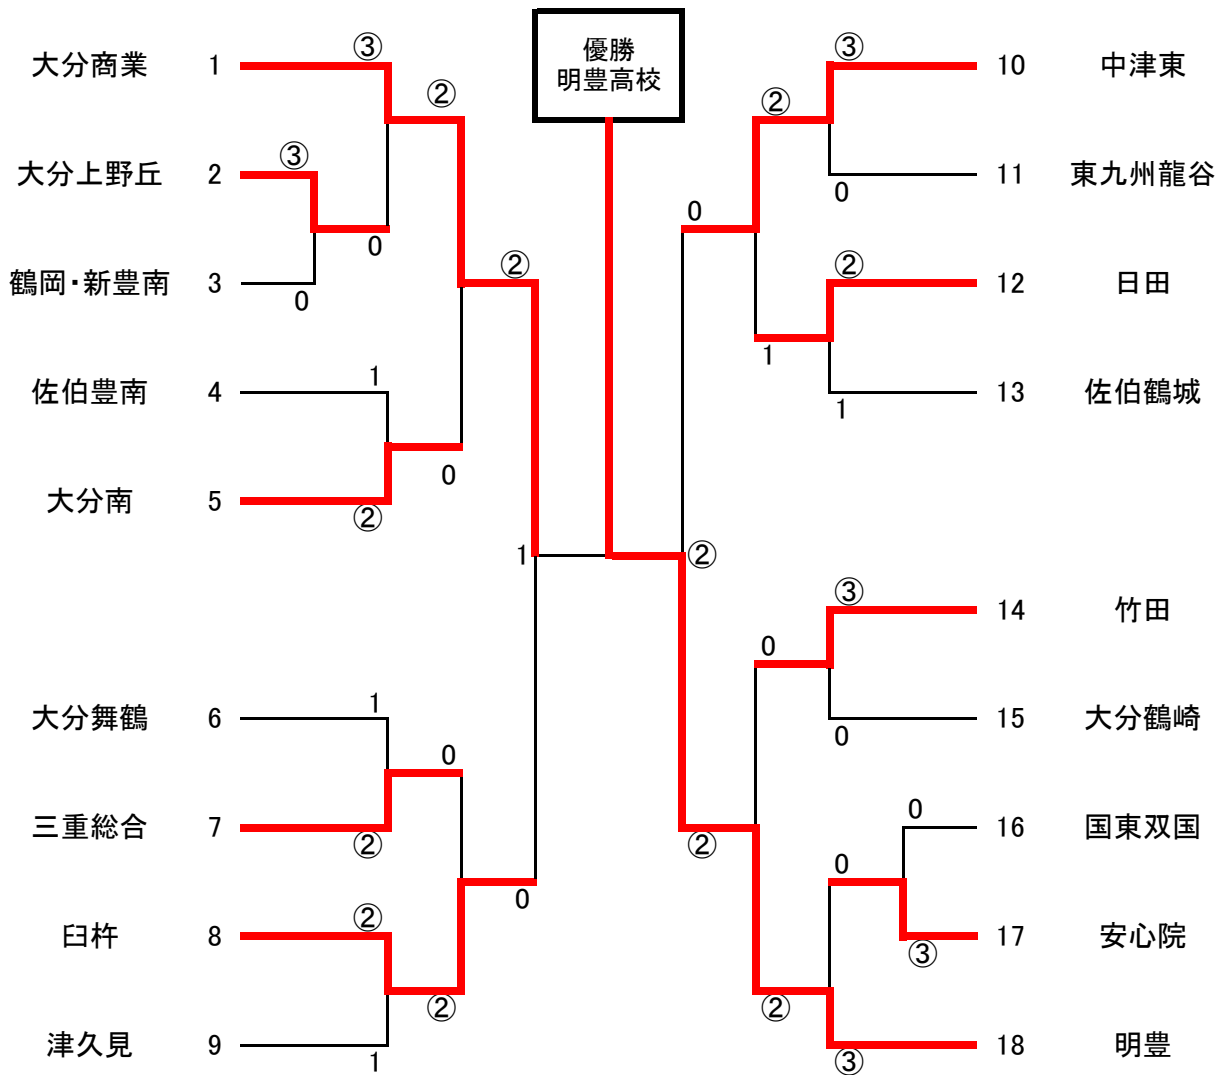 優勝
明豊高校
大分商業 1 ③
②
大分上野丘 2 ③
0
鶴岡・新豊南 3 0
②
佐伯豊南 4 1
0
大分南 5 ②
1
大分舞鶴 6 1
0
三重総合 7 ②
0
臼杵 8 ②
②
津久見 9 1
③ 10 中津東
②
0 11 東九州龍谷
0
② 12 日田
1
1 13 佐伯鶴城
②
③ 14 竹田
0
0 15 大分鶴崎
②
0 16 国東双国
0
③ 17 安心院
②
③ 18 明豊